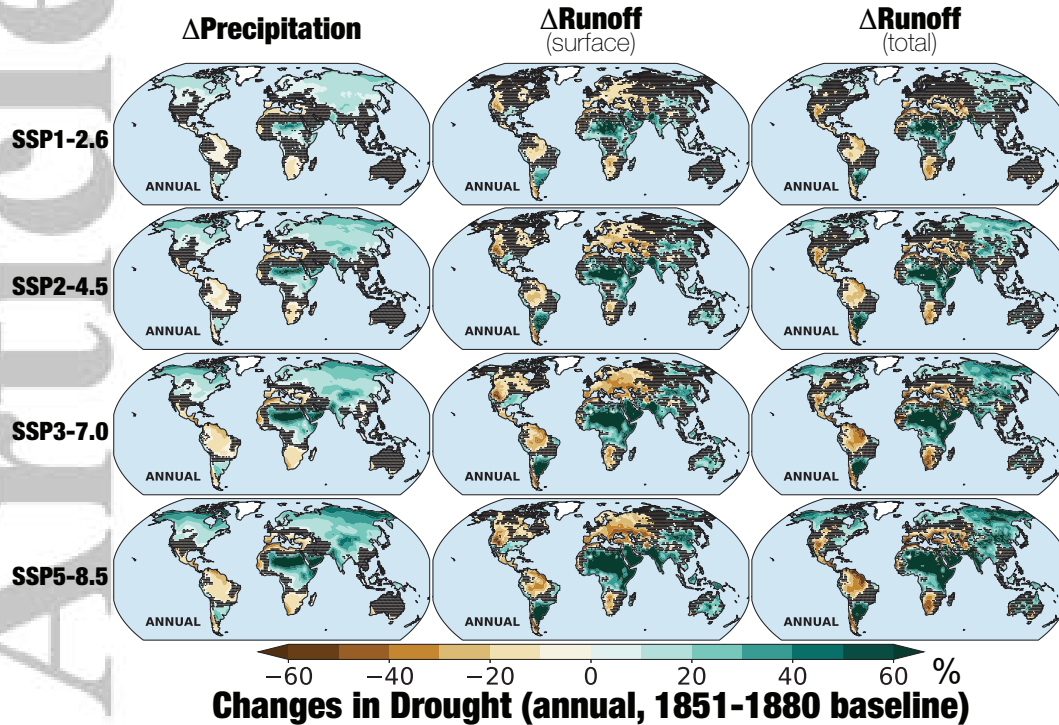 ΔPrecipitation ΔRunoff ΔRunoff
(surface) (total)
SSP1-2.6
ANNUAL ANNUAL ANNUAL
SSP2-4.5
ANNUAL ANNUAL ANNUAL
SSP3-7.0
ANNUAL ANNUAL ANNUAL
SSP5-8.5
ANNUAL ANNUAL ANNUAL
−60 −40 −20 0 20 40 60 %
Changes in Drought (annual, 1851-1880 baseline)
Article